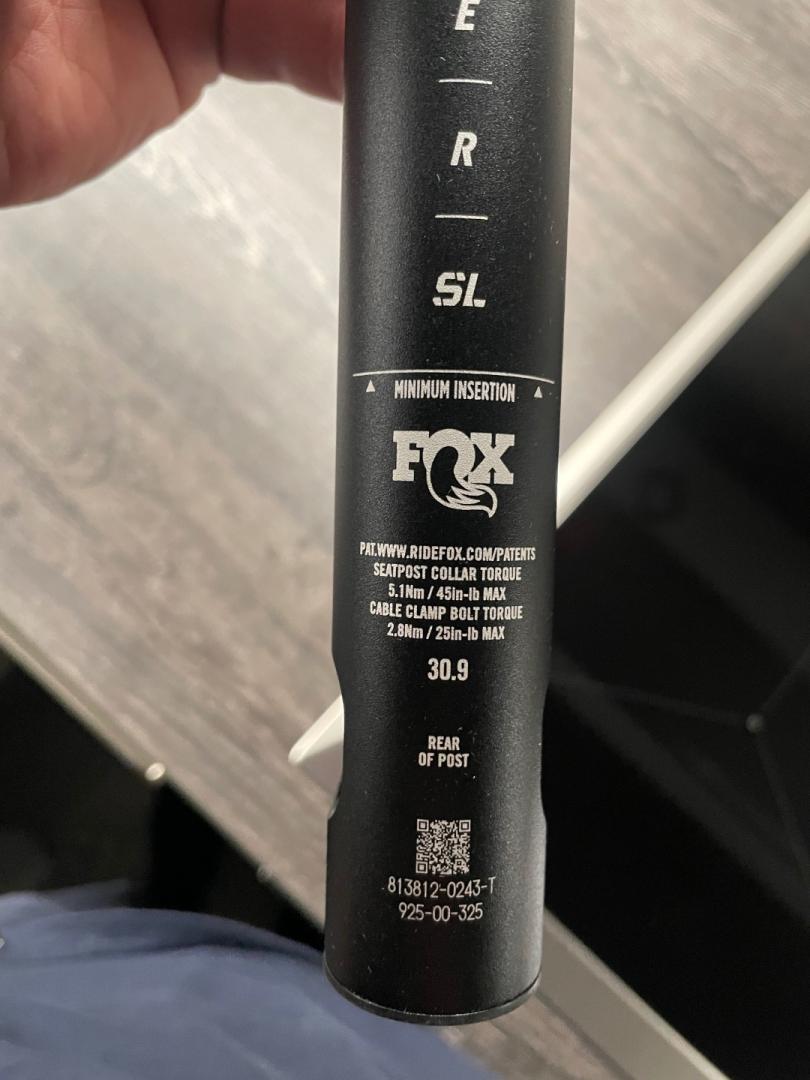 E
R
SL
MINIMUM INSERTION
FOX
PAT.WWW.RIDEFOX.COM/PATENTS
SEATPOST COLLAR TORQUE
5.1Nm / 45in-lb MAX
CABLE CLAMP BOLT TORQUE
2.8Nm / 25in-lb MAX
30.9
REAR
OF POST
813812-0243-T
925-00-325